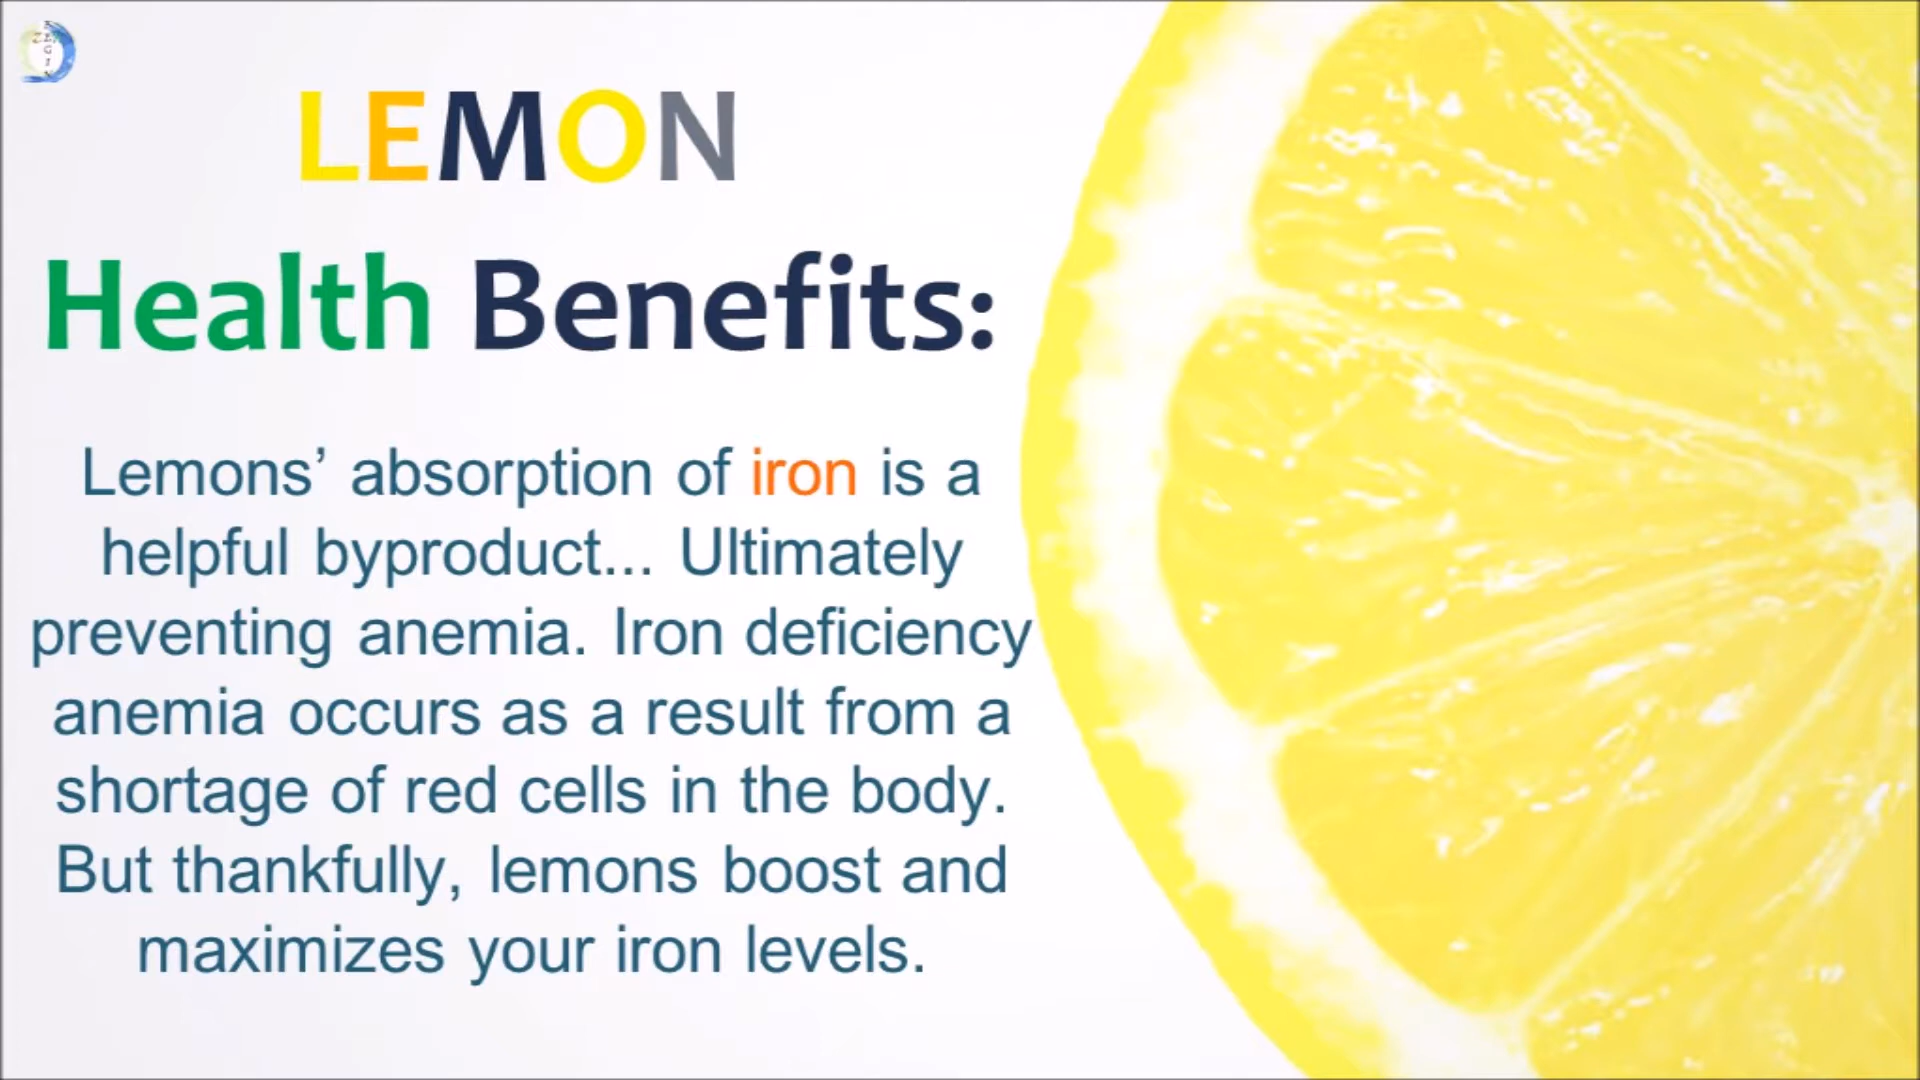 LEMON
Health Benefits:
Lemons’ absorption of iron is a
helpful byproduct... Ultimately
preventing anemia. Iron deficiency
anemia occurs as a result from a
shortage of red cells in the body.
But thankfully, lemons boost and
maximizes your iron levels.